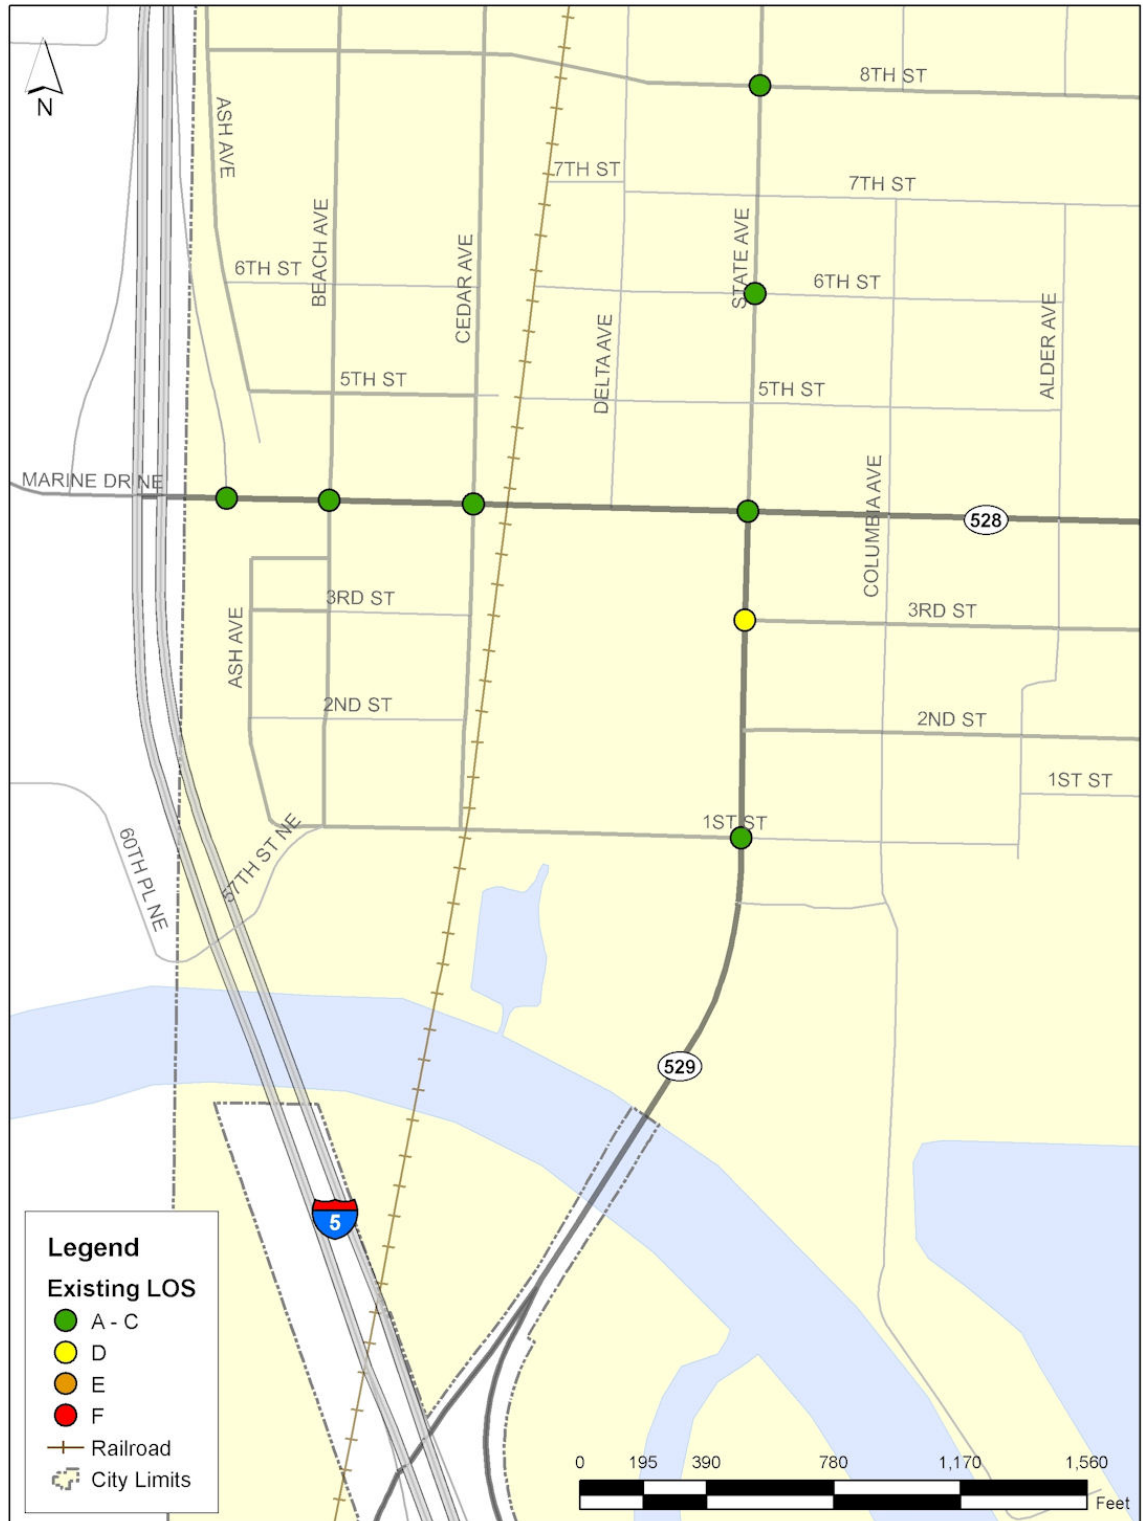 N
8TH ST
ASH AVE
7TH ST
7TH ST
BEACH AVE
CEDAR AVE
STATE AVE
6TH ST
6TH ST
DELTA AVE
ALDER AVE
5TH ST
5TH ST
MARINE DR NE
COLUMBIA AVE
528
3RD ST
3RD ST
ASH AVE
2ND ST
2ND ST
1ST ST
1ST ST
60TH PL NE
57TH ST NE
529
5
Legend
Existing LOS
A - C
D
E
F
Railroad
City Limits
0 195 390 780 1,170 1,560
Feet